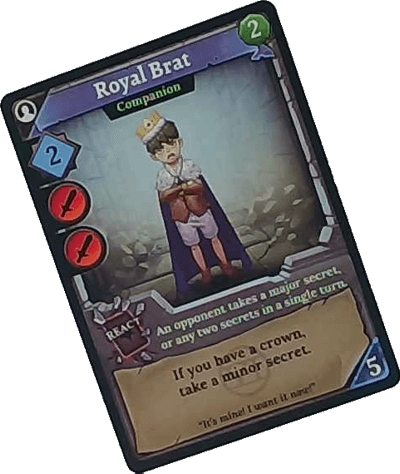 Royal Brat
2
Companion
2
REACT
An opponent takes a major secret,
or any two secrets in a single turn.
If you have a crown,
take a minor secret.
5
"It's mine! I want it now!"